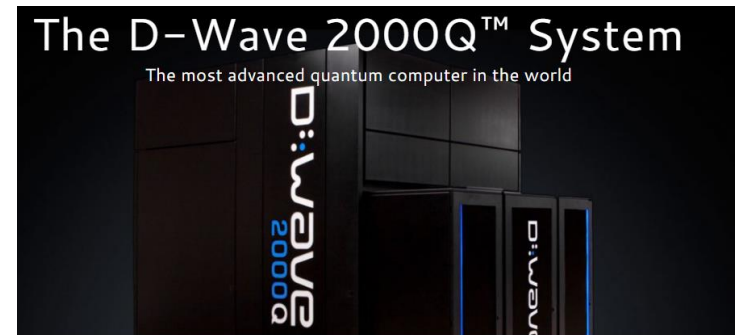 The D-Wave 2000Q™ System
The most advanced quantum computer in the world
D:wave
2000Q
D:wave